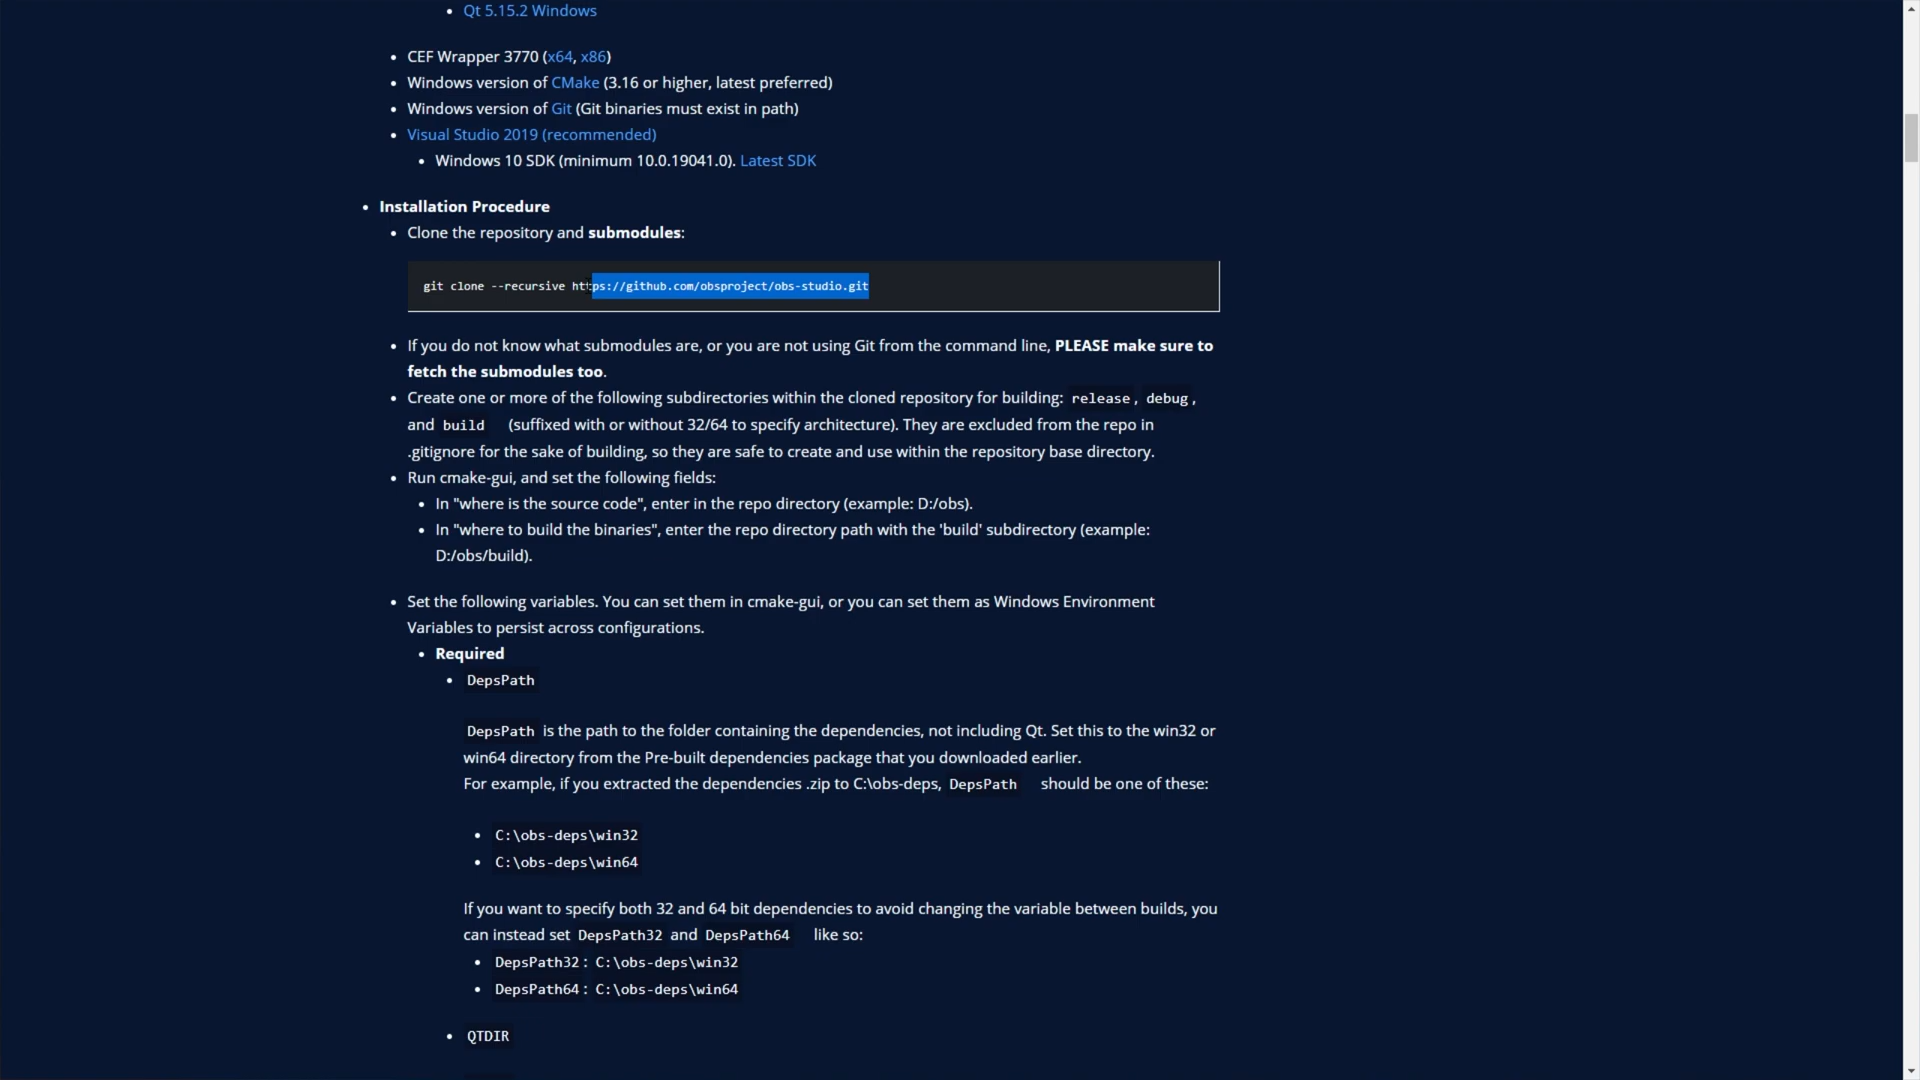 Qt 5.15.2 Windows
CEF Wrapper 3770 (x64, x86)
Windows version of CMake (3.16 or higher, latest preferred)
Windows version of Git (Git binaries must exist in path)
Visual Studio 2019 (recommended)
Windows 10 SDK (minimum 10.0.19041.0). Latest SDK
Installation Procedure
Clone the repository and submodules:
git clone --recursive https://github.com/obsproject/obs-studio.git
If you do not know what submodules are, or you are not using Git from the command line, PLEASE make sure to
fetch the submodules too.
Create one or more of the following subdirectories within the cloned repository for building: release, debug,
and build (suffixed with or without 32/64 to specify architecture). They are excluded from the repo in
.gitignore for the sake of building, so they are safe to create and use within the repository base directory.
Run cmake-gui, and set the following fields:
In "where is the source code", enter in the repo directory (example: D:/obs).
In "where to build the binaries", enter the repo directory path with the 'build' subdirectory (example:
D:/obs/build).
Set the following variables. You can set them in cmake-gui, or you can set them as Windows Environment
Variables to persist across configurations.
Required
DepsPath
DepsPath is the path to the folder containing the dependencies, not including Qt. Set this to the win32 or
win64 directory from the Pre-built dependencies package that you downloaded earlier.
For example, if you extracted the dependencies .zip to C:\obs-deps, DepsPath should be one of these:
C:\obs-deps\win32
C:\obs-deps\win64
If you want to specify both 32 and 64 bit dependencies to avoid changing the variable between builds, you
can instead set DepsPath32 and DepsPath64 like so:
DepsPath32: C:\obs-deps\win32
DepsPath64: C:\obs-deps\win64
QTDIR